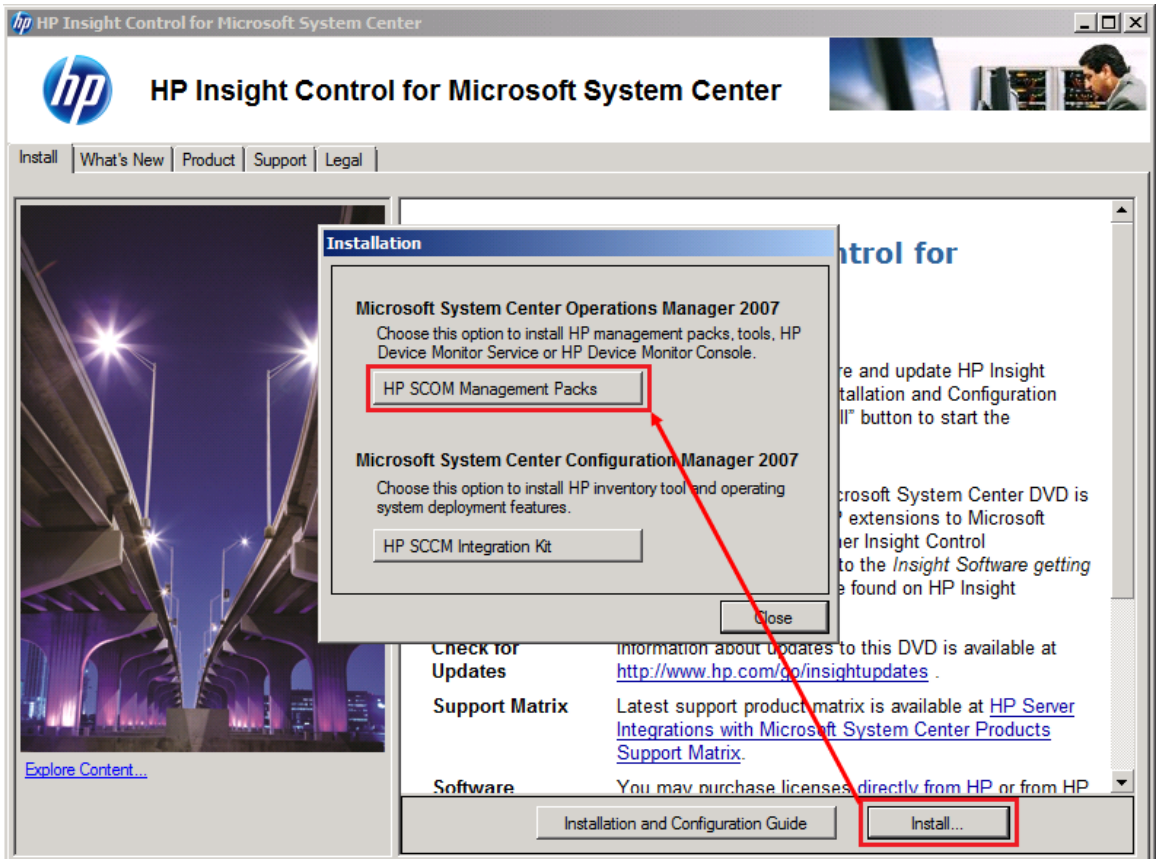 HP Insight Control for Microsoft System Center
hp
HP Insight Control for Microsoft System Center
Install
What's New
Product
Support
Legal
ntrol for
re and update HP Insight
tallation and Configuration
ll” button to start the
crosoft System Center DVD is
extensions to Microsoft
er Insight Control
to the Insight Software getting
e found on HP Insight
Installation
Microsoft System Center Operations Manager 2007
Choose this option to install HP management packs, tools, HP
Device Monitor Service or HP Device Monitor Console.
HP SCOM Management Packs
Microsoft System Center Configuration Manager 2007
Choose this option to install HP inventory tool and operating
system deployment features.
HP SCCM Integration Kit
Close
Check for Information about updates to this DVD is available at
Updates http://www.hp.com/go/insightupdates .
Support Matrix Latest support product matrix is available at HP Server
Integrations with Microsoft System Center Products
Support Matrix.
Software You may purchase licenses directly from HP or from HP
Explore Content...
Installation and Configuration Guide
Install...